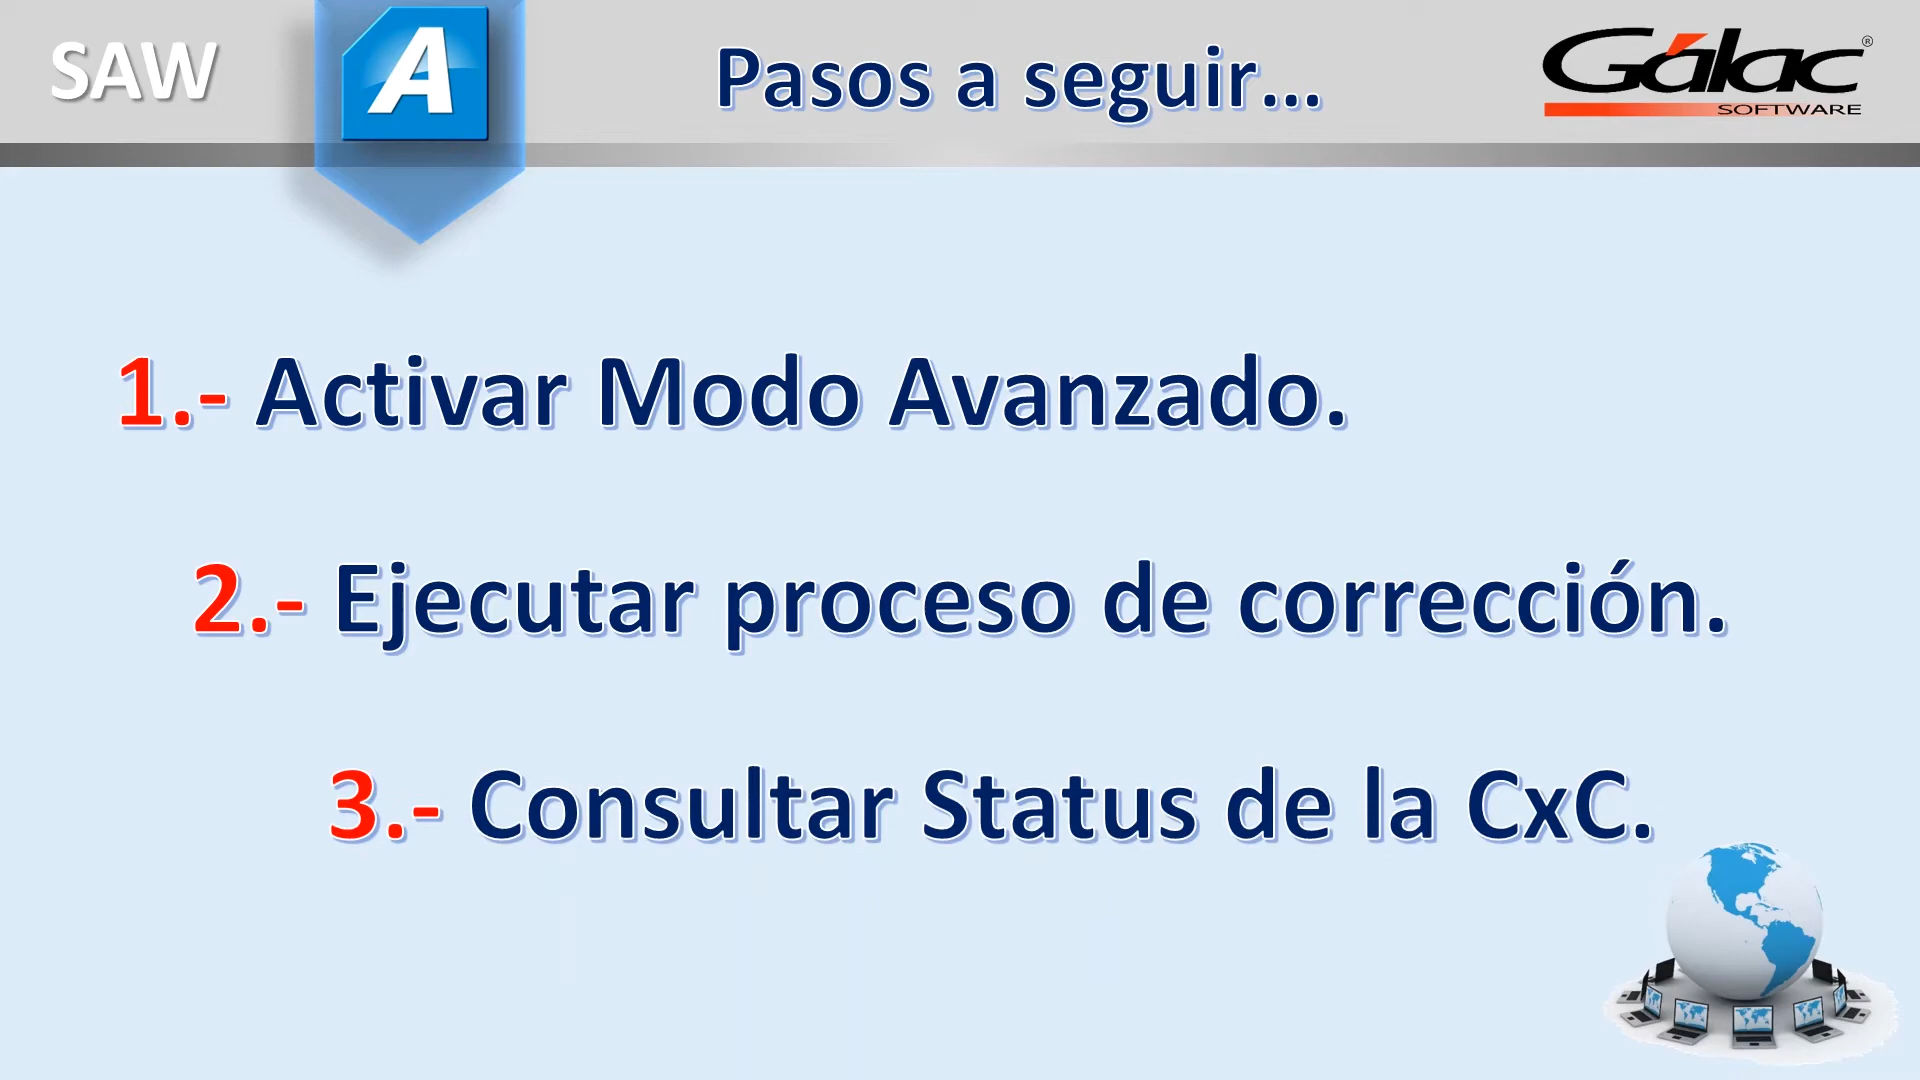 SAW
A
Pasos a seguir...
Gálac®
SOFTWARE
1.- Activar Modo Avanzado.
2.- Ejecutar proceso de corrección.
3.- Consultar Status de la CxC.